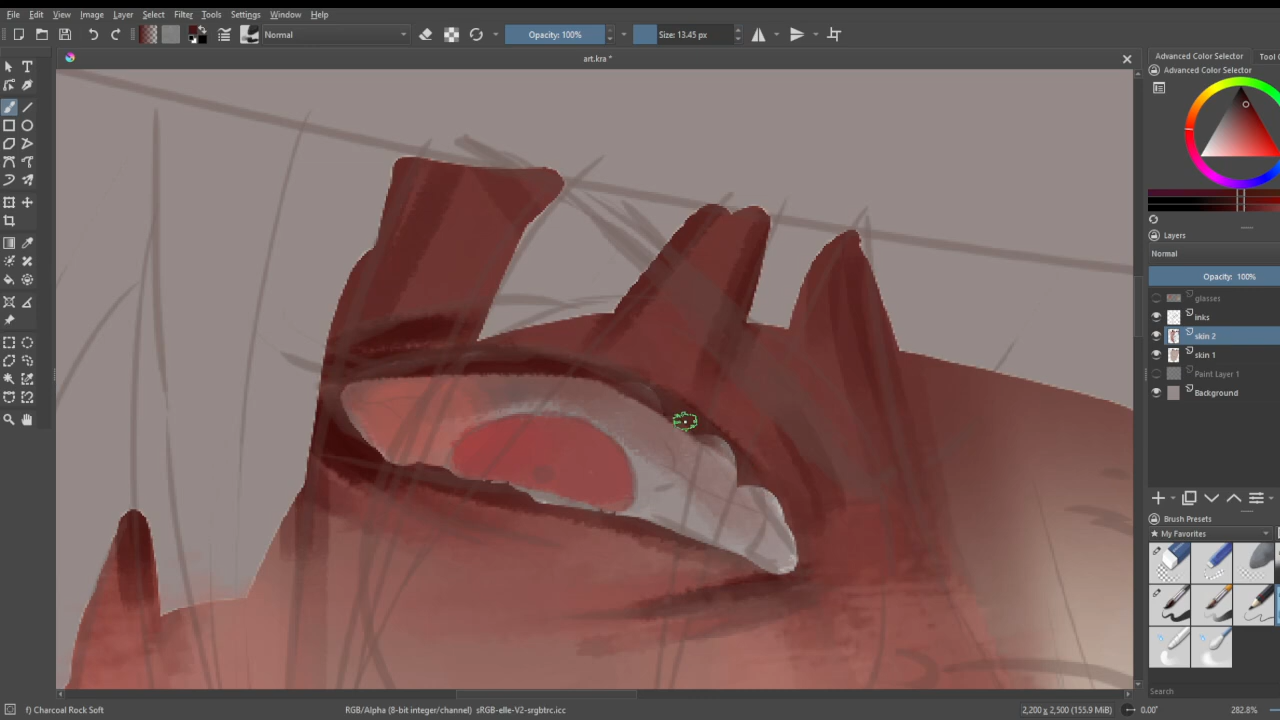 File Edit View Image Layer Select Filter Tools Settings Window Help
Normal Opacity: 100% Size: 13.45 px
art.kra *
Advanced Color Selector Tool
Advanced Color Selector
Layers
Normal
Opacity: 100%
glasses
inks
skin 2
skin 1
Paint Layer 1
Background
Brush Presets
My Favorites
Search
f) Charcoal Rock Soft RGB/Alpha (8-bit integer/channel) sRGB-elle-V2-srgbtrc.icc 2,200 x 2,500 (155.9 MiB) 0.00° 282.8%